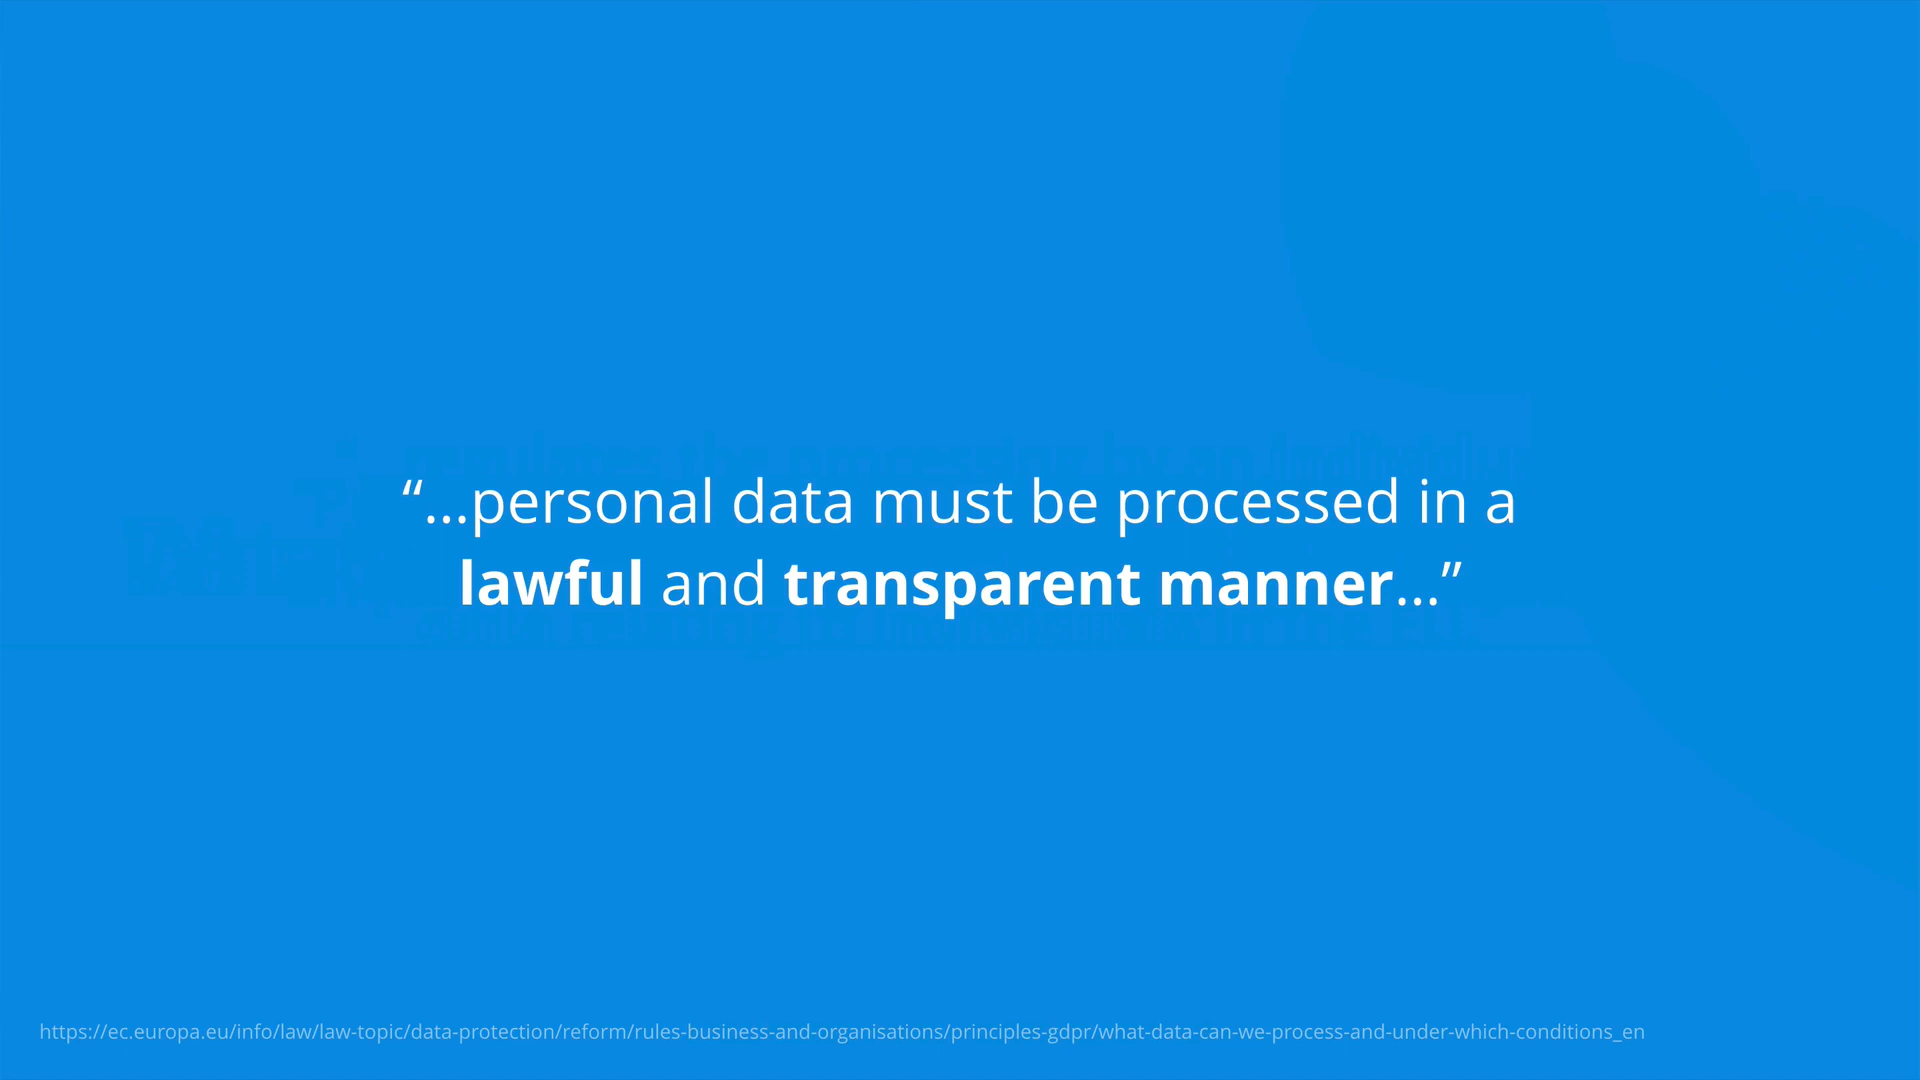 “...personal data must be processed in a
lawful and transparent manner...”
https://ec.europa.eu/info/law/law-topic/data-protection/reform/rules-business-and-organisations/principles-gdpr/what-data-can-we-process-and-under-which-conditions_en